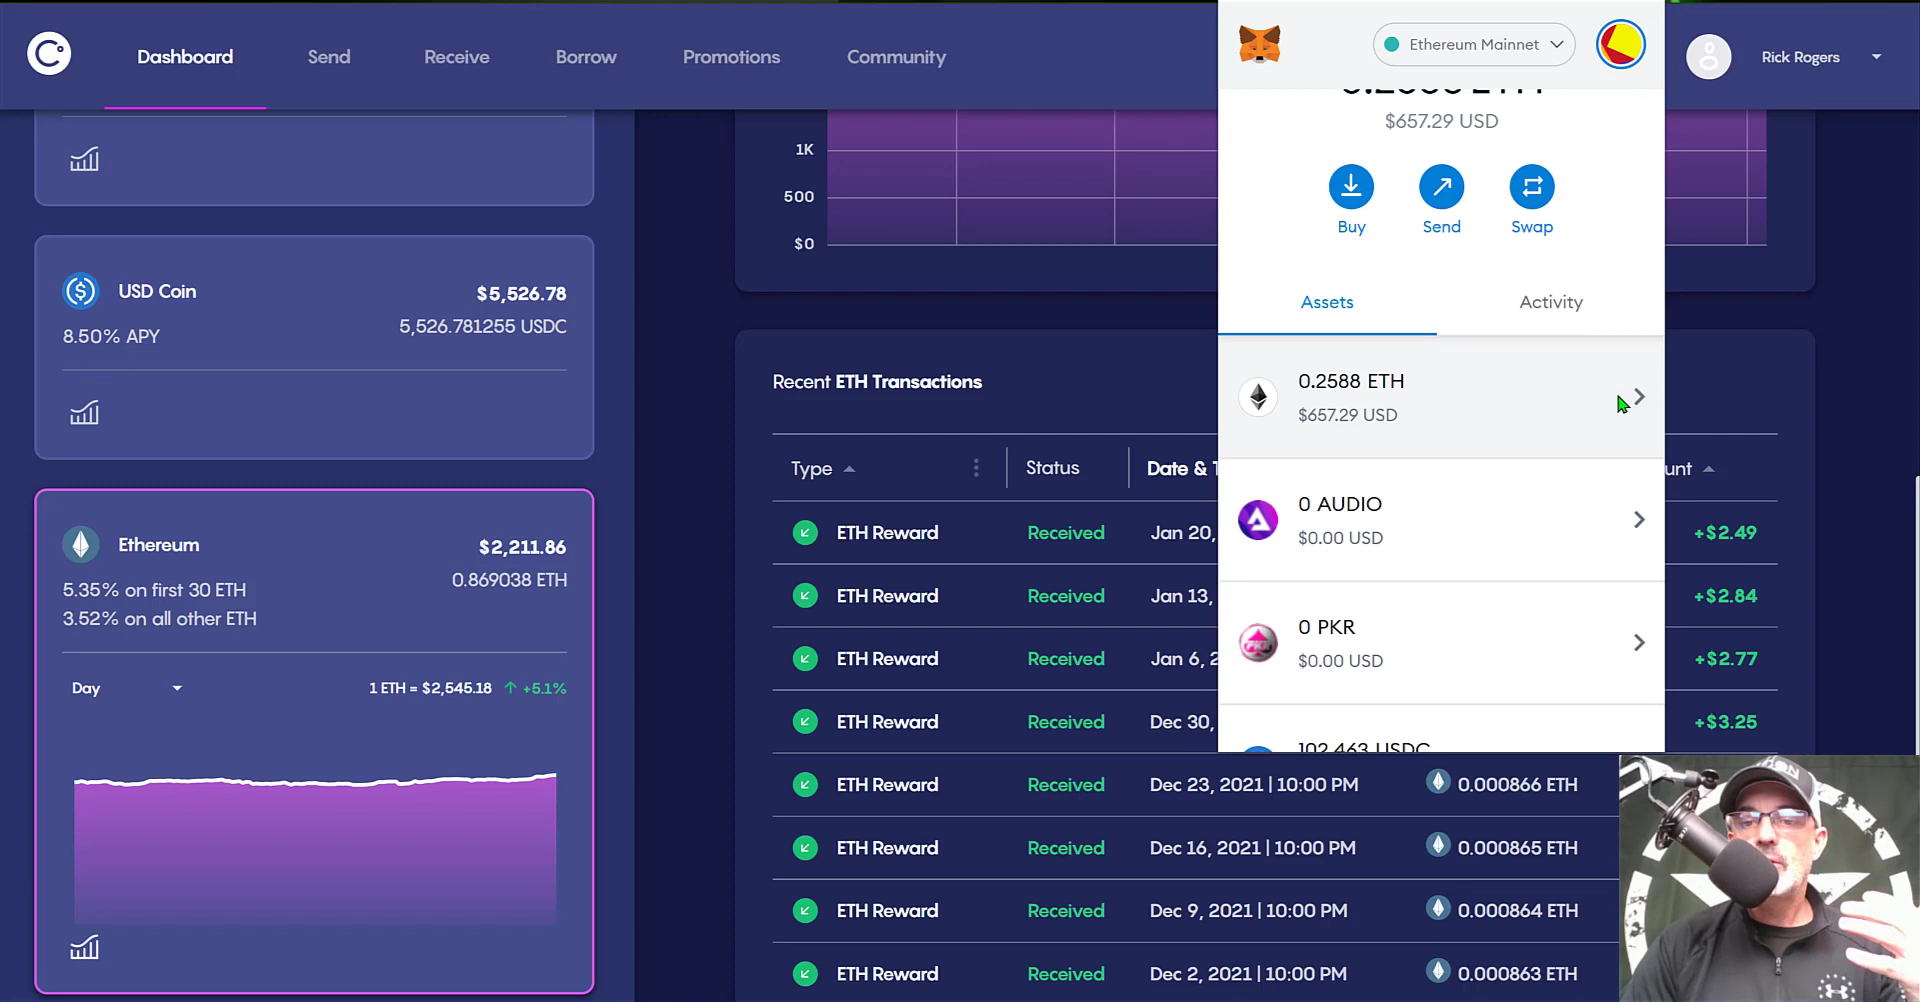 Dashboard
Send
Receive
Borrow
Promotions
Community
Ethereum Mainnet
Rick Rogers
$657.29 USD
Buy
Send
Swap
Assets
Activity
0.2588 ETH
$657.29 USD
0 AUDIO
$0.00 USD
0 PKR
$0.00 USD
102.463 USDC
USD Coin
$5,526.78
8.50% APY
5,526.781255 USDC
Ethereum
$2,211.86
0.869038 ETH
5.35% on first 30 ETH
3.52% on all other ETH
Day
1 ETH = $2,545.18 ↑ +5.1%
1K
500
$0
Recent ETH Transactions
Type
Status
Date &
unt
ETH Reward Received Jan 20, +$2.49
ETH Reward Received Jan 13, +$2.84
ETH Reward Received Jan 6, 2 +$2.77
ETH Reward Received Dec 30, +$3.25
ETH Reward Received Dec 23, 2021 | 10:00 PM 0.000866 ETH
ETH Reward Received Dec 16, 2021 | 10:00 PM 0.000865 ETH
ETH Reward Received Dec 9, 2021 | 10:00 PM 0.000864 ETH
ETH Reward Received Dec 2, 2021 | 10:00 PM 0.000863 ETH